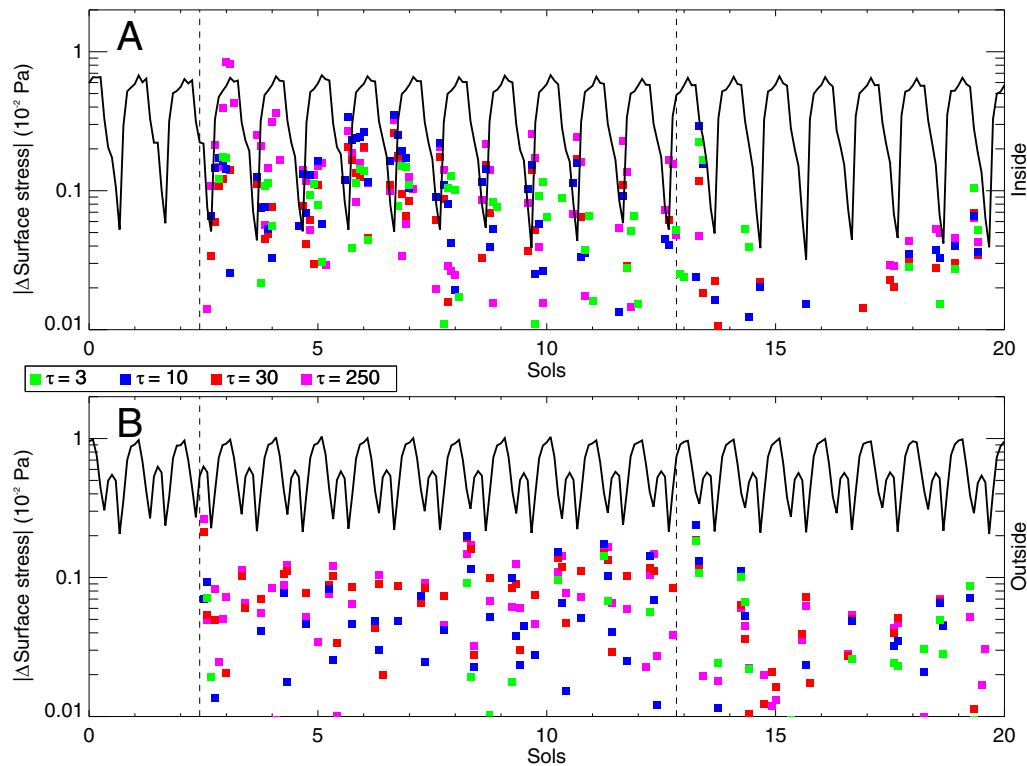 A
1
0.1
0.01
|ΔSurface stress| (10⁻² Pa)
Inside
0 5 10 15 20
Sols
τ = 3 τ = 10 τ = 30 τ = 250
B
1
0.1
0.01
|ΔSurface stress| (10⁻² Pa)
Outside
0 5 10 15 20
Sols